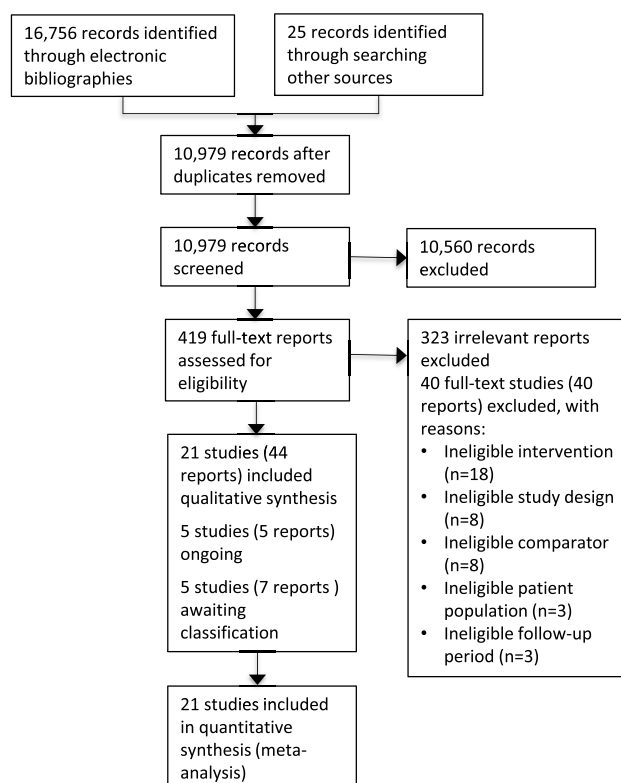 16,756 records identified
through electronic
bibliographies
25 records identified
through searching
other sources
10,979 records after
duplicates removed
10,979 records
screened
10,560 records
excluded
419 full-text reports
assessed for
eligibility
323 irrelevant reports
excluded
40 full-text studies (40
reports) excluded, with
reasons:
• Ineligible intervention
(n=18)
• Ineligible study design
(n=8)
• Ineligible comparator
(n=8)
• Ineligible patient
population (n=3)
• Ineligible follow-up
period (n=3)
21 studies (44
reports) included
qualitative synthesis
5 studies (5 reports)
ongoing
5 studies (7 reports )
awaiting
classification
21 studies included
in quantitative
synthesis (meta-
analysis)